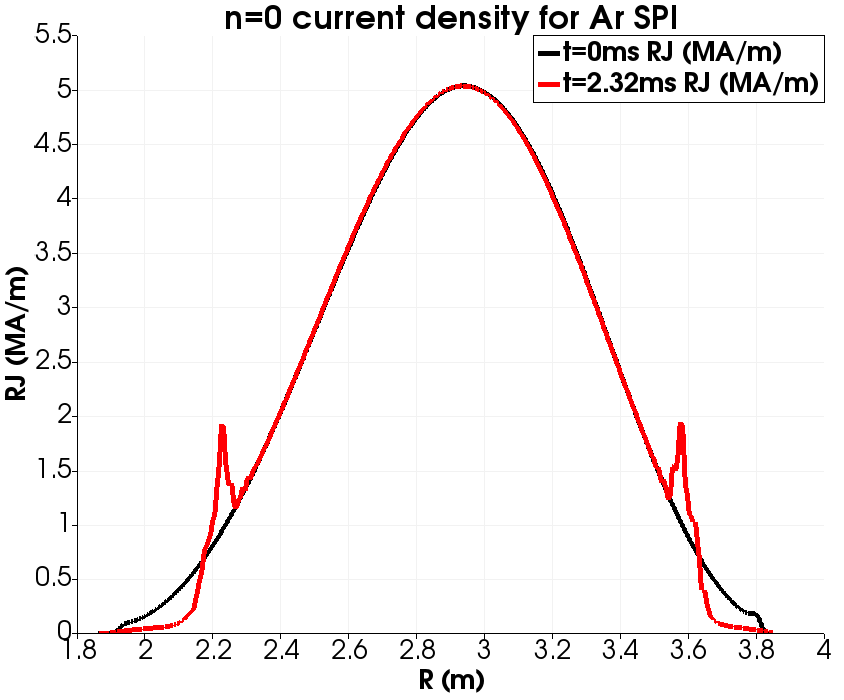 n=0 current density for Ar SPI
t=0ms RJ (MA/m)
t=2.32ms RJ (MA/m)
5.5
5
4.5
4
3.5
3
2.5
2
1.5
1
0.5
0
RJ (MA/m)
1.8 2 2.2 2.4 2.6 2.8 3 3.2 3.4 3.6 3.8 4
R (m)